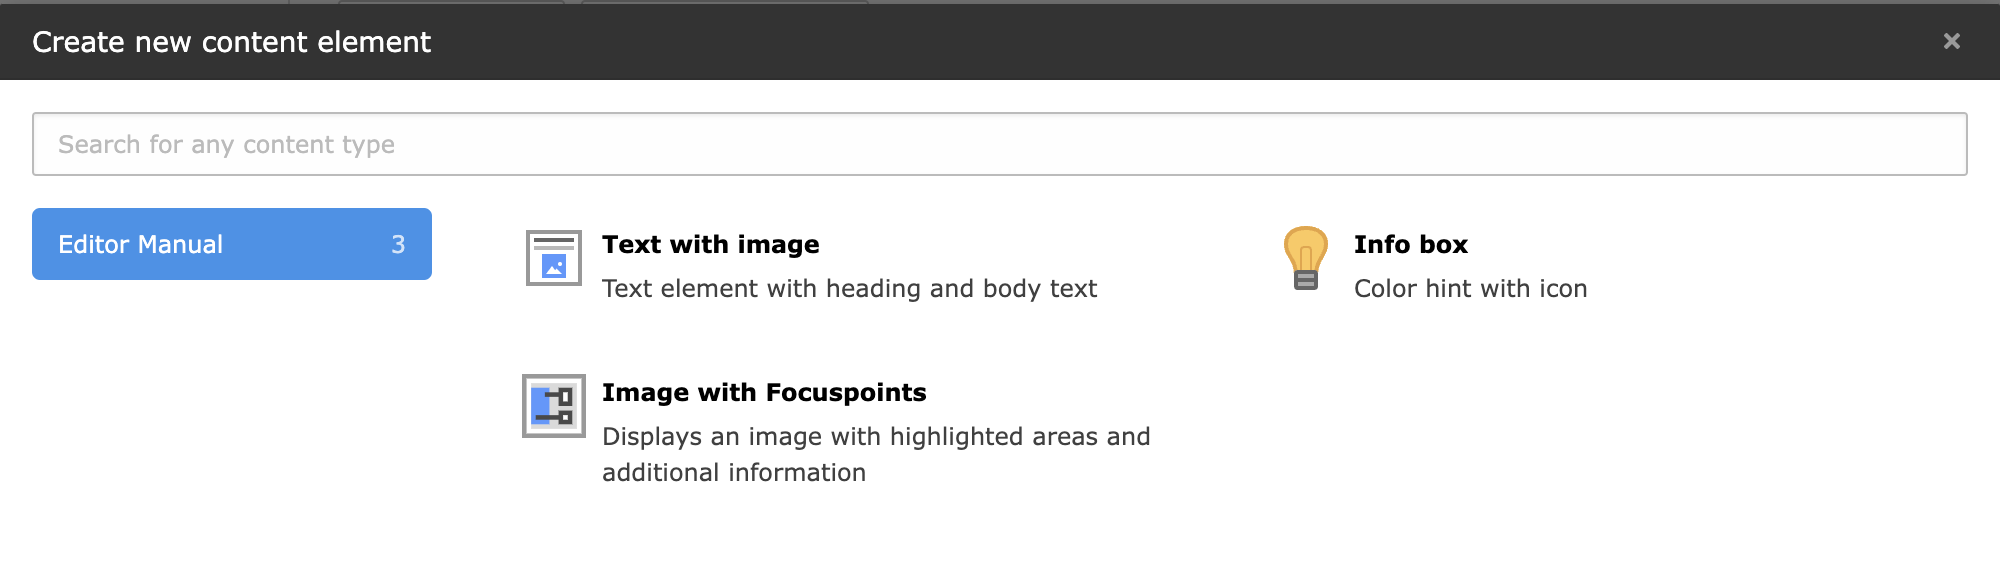 Create new content element
Search for any content type
Editor Manual 3
Text with image
Text element with heading and body text
Info box
Color hint with icon
Image with Focuspoints
Displays an image with highlighted areas and
additional information